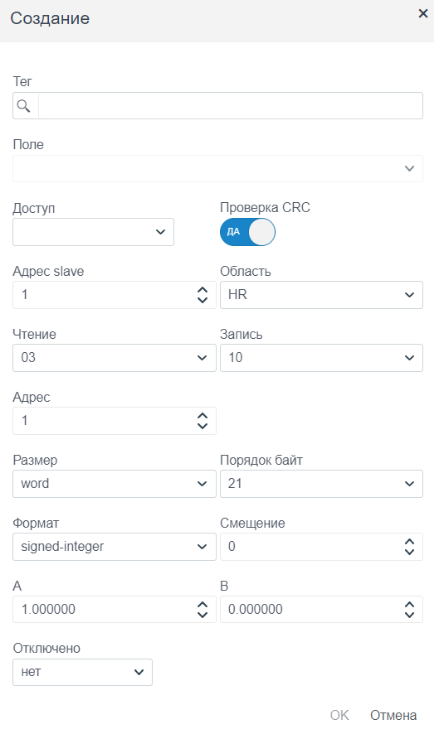 Создание
Тег
Поле
Доступ Проверка CRC
ДА
Адрес slave Область
1 HR
Чтение Запись
03 10
Адрес
1
Размер Порядок байт
word 21
Формат Смещение
signed-integer 0
A B
1.000000 0.000000
Отключено
нет
OK Отмена